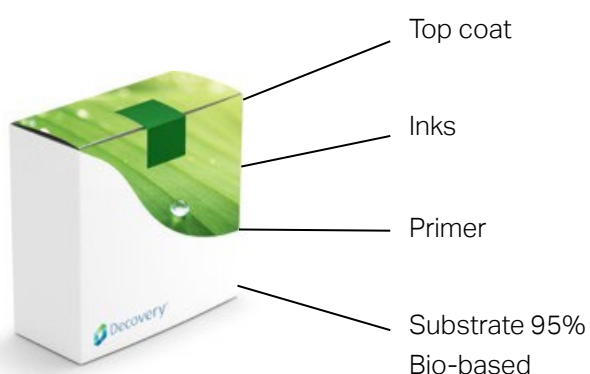 Top coat
Inks
Primer
Decovery
Substrate 95%
Bio-based